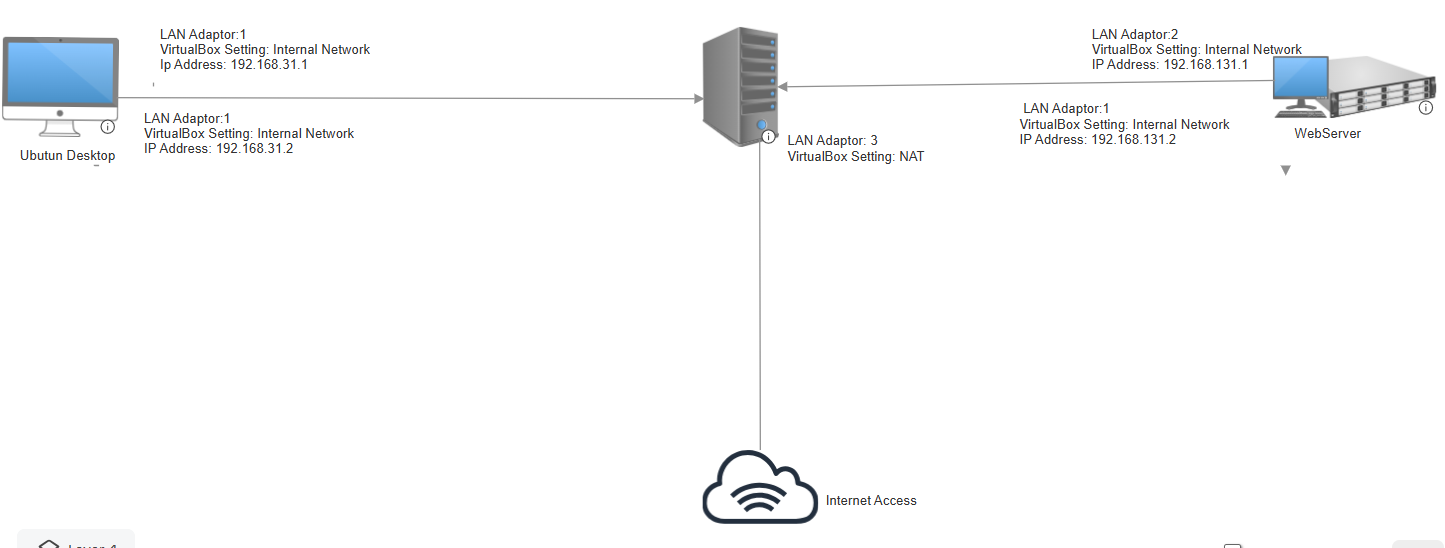 LAN Adaptor:1
VirtualBox Setting: Internal Network
Ip Address: 192.168.31.1
LAN Adaptor:1
VirtualBox Setting: Internal Network
IP Address: 192.168.31.2
Ubutun Desktop
LAN Adaptor: 3
VirtualBox Setting: NAT
LAN Adaptor:2
VirtualBox Setting: Internal Network
IP Address: 192.168.131.1
LAN Adaptor:1
VirtualBox Setting: Internal Network
IP Address: 192.168.131.2
WebServer
Internet Access